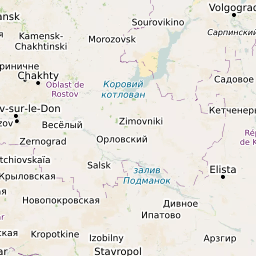 Volgograd
Sourovikino
Kamensk-
Chakhtinski
Morozovsk
Сарпинский
Садовое
Chakhty
Oblast de
Rostov
Коровий
котлован
v-sur-le-Don
Zimovniki
Весёлый
Кетченеры
Орловский
Zernograd
Salsk
залив
Подманок
Elista
Крыловская
Новопокровская
Дивное
Ипатово
Kropotkine
Izobilny
Stavropol
Арзгир